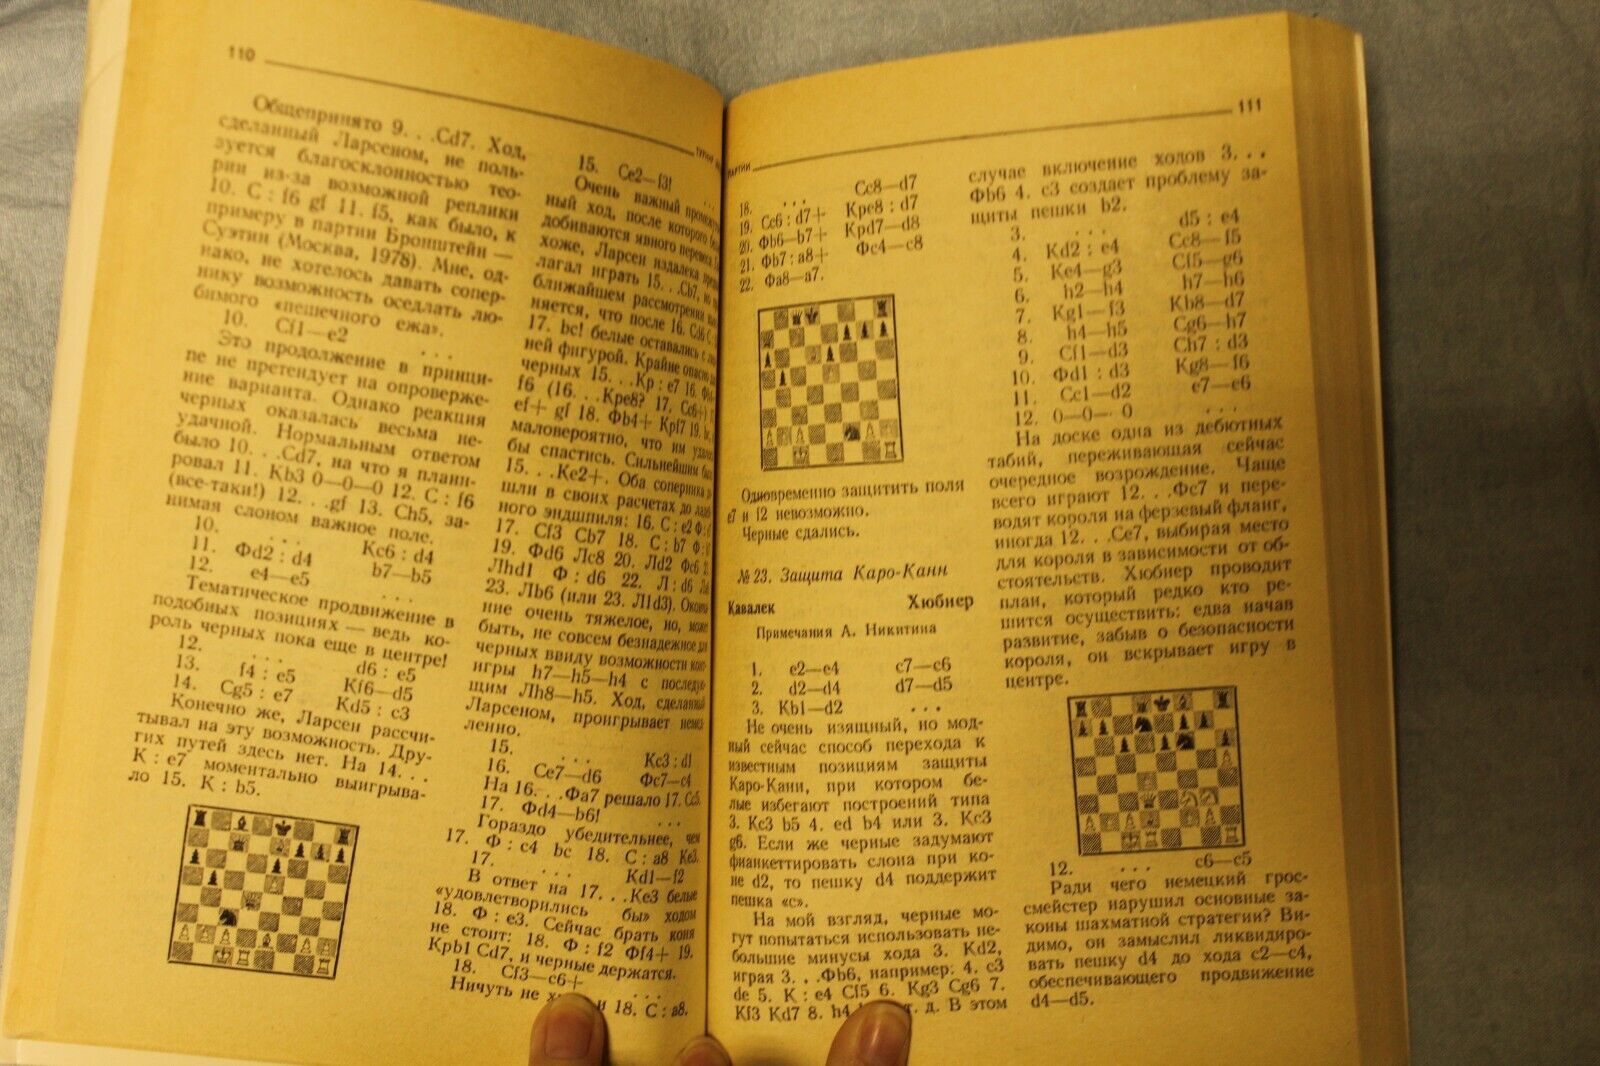 110
Общепринято 9. . .Cd7. Ход,
сделанный Ларсеном, не поль-
зуется благосклонностью тео-
рии из-за возможной реплики
10. C : f6 gf 11. f5, как было, к
примеру в партии Бронштейн —
Суэтин (Москва, 1978). Мне, од-
нако, не хотелось давать сопер-
нику возможность оседлать лю-
бимого «пешечного ежа».
10. Cf1—e2 . . .
Это продолжение в принци-
пе не претендует на опроверже-
ние варианта. Однако реакция
черных оказалась весьма не-
удачной. Нормальным ответом
было 10. . .Cd7, на что я плани-
ровал 11. Kb3 0—0—0 12. C : f6
(все-таки!) 12. . .gf 13. Ch5, за-
нимая слоном важное поле.
10. . . . Kc6 : d4
11. Фd2 : d4 b7—b5
12. e4—e5 . . .
Тематическое продвижение в
подобных позициях — ведь ко-
роль черных пока еще в центре!
12. . . . d6 : e5
13. f4 : e5 Kf6—d5
14. Cg5 : e7 Kd5 : c3
Конечно же, Ларсен рассчи-
тывал на эту возможность. Дру-
гих путей здесь нет. На 14. . .
K : e7 моментально выигрыва-
ло 15. K : b5.
15. Ce2—f3! . . .
Очень важный
ный ход, после которого
добиваются явного перевеса.
хоже, Ларсен издалека
лагал играть 15. . .Cb7, но
ближайшем рассмотрении
няется, что после 16. Cd6 C :
17. bc! белые оставались с
ней фигурой. Крайне опасно
черных 15. . .Kp : e7 16.
f6 (16. . .Kpe8? 17. Cc6+)
ef+ gf 18. Фb4+ Kpf7 19.
маловероятно, что им
бы спастись. Сильнейшим
15. . .Ke2+. Оба соперника
шли в своих расчетах до
ного эндшпиля: 16. C : e2
17. Cf3 Cb7 18. C : b7
19. Фd6 Лc8 20. Лd2 Фc6
Лhd1 Ф : d6 22. Л : d6
23. Лb6 (или 23. Л1d3).
ние очень тяжелое, но, может
быть, не совсем безнадежное для
черных ввиду возможности
игры h7—h5—h4 с последую-
щим Лh8—h5. Ход, сделанный
Ларсеном, проигрывает немед-
ленно.
15. . . . Kc3 : d1
16. Ce7—d6 Фc7—c4
На 16. . .Фa7 решало 17. Cc5.
17. Фd4—b6! . . .
Гораздо убедительнее, чем
17. Ф : c4 bc 18. C : a8 Ke3.
17. . . . Kd1—f2
В ответ на 17. . .Ke3 белые
«удовлетворились бы» ходом
18. Ф : e3. Сейчас брать коня
не стоит: 18. Ф : f2 Фf4+ 19.
Kpb1 Cd7, и черные держатся.
18. Cf3—c6+ . . .
Ничуть не и 18. C : a8.
ПАРТИИ
111
18. . . . Cc8—d7
19. Cc6 : d7+ Kpe8 : d7
20. Фb6—b7+ Kpd7—d8
21. Фb7 : a8+ Фc4—c8
22. Фa8—a7.
Одновременно защитить поля
e7 и f2 невозможно.
Черные сдались.
№ 23. Защита Каро-Канн
Кавалек Хюбнер
Примечания А. Никитина
1. e2—e4 c7—c6
2. d2—d4 d7—d5
3. Kb1—d2 . . .
Не очень изящный, но мод-
ный сейчас способ перехода к
известным позициям защиты
Каро-Канн, при котором бе-
лые избегают построений типа
3. Kc3 b5 4. ed b4 или 3. Kc3
g6. Если же черные задумают
фианкеттировать слона при ко-
не d2, то пешку d4 поддержит
пешка «c».
На мой взгляд, черные мо-
гут попытаться использовать не-
большие минусы хода 3. Kd2,
играя 3. . .Фb6, например: 4. c3
de 5. K : e4 Cf5 6. Kg3 Cg6 7.
Kf3 Kd7 8. h4 т. д. В этом
случае включение ходов 3. . .
Фb6 4. c3 создает проблему за-
щиты пешки b2.
3. . . . d5 : e4
4. Kd2 : e4 Cc8—f5
5. Ke4—g3 Cf5—g6
6. h2—h4 h7—h6
7. Kg1—f3 Kb8—d7
8. h4—h5 Cg6—h7
9. Cf1—d3 Ch7 : d3
10. Фd1 : d3 Kg8—f6
11. Cc1—d2 e7—e6
12. 0—0—0 . . .
На доске одна из дебютных
табий, переживающая сейчас
очередное возрождение. Чаще
всего играют 12. . .Фc7 и пере-
водят короля на ферзевый фланг,
иногда 12. . .Ce7, выбирая место
для короля в зависимости от об-
стоятельств. Хюбнер проводит
план, который редко кто ре-
шится осуществить: едва начав
развитие, забыв о безопасности
короля, он вскрывает игру в
центре.
12. . . . c6—c5
Ради чего немецкий грос-
смейстер нарушил основные за-
коны шахматной стратегии? Ви-
димо, он замыслил ликвидиро-
вать пешку d4 до хода c2—c4,
обеспечивающего продвижение
d4—d5.